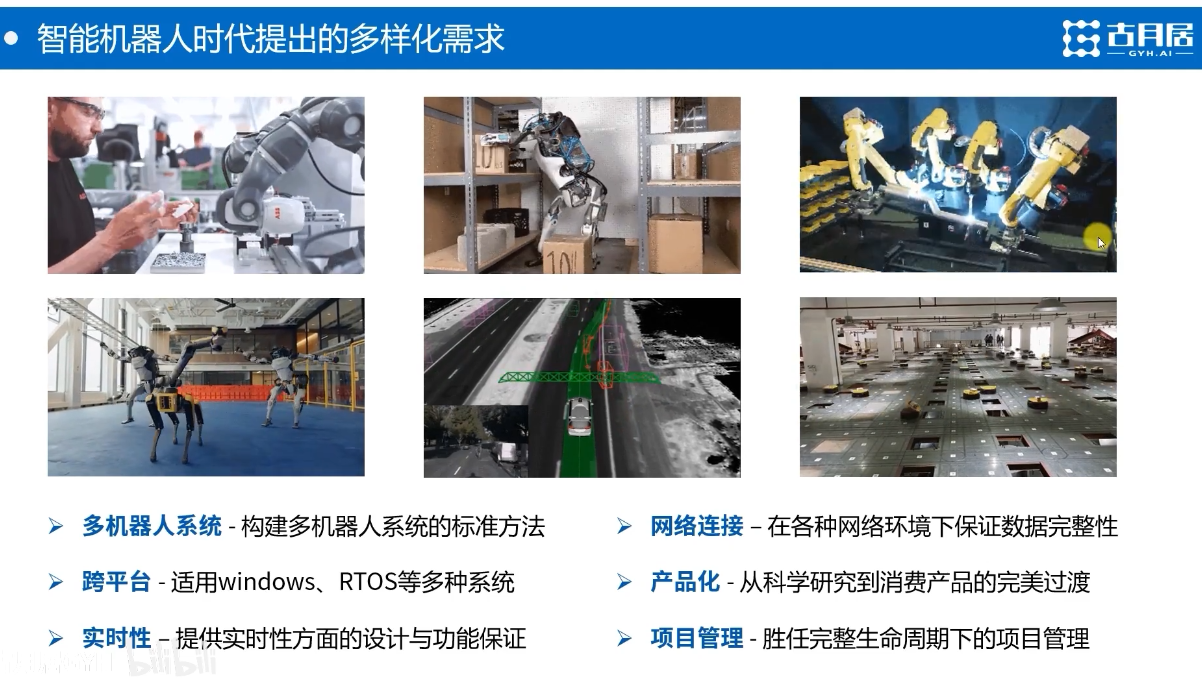 智能机器人时代提出的多样化需求
古月居
GYH.AI
ABB
10
10
多机器人系统 - 构建多机器人系统的标准方法
跨平台 - 适用windows、RTOS等多种系统
实时性 – 提供实时性方面的设计与功能保证
网络连接 – 在各种网络环境下保证数据完整性
产品化 - 从科学研究到消费产品的完美过渡
项目管理 - 胜任完整生命周期下的项目管理
bilibili